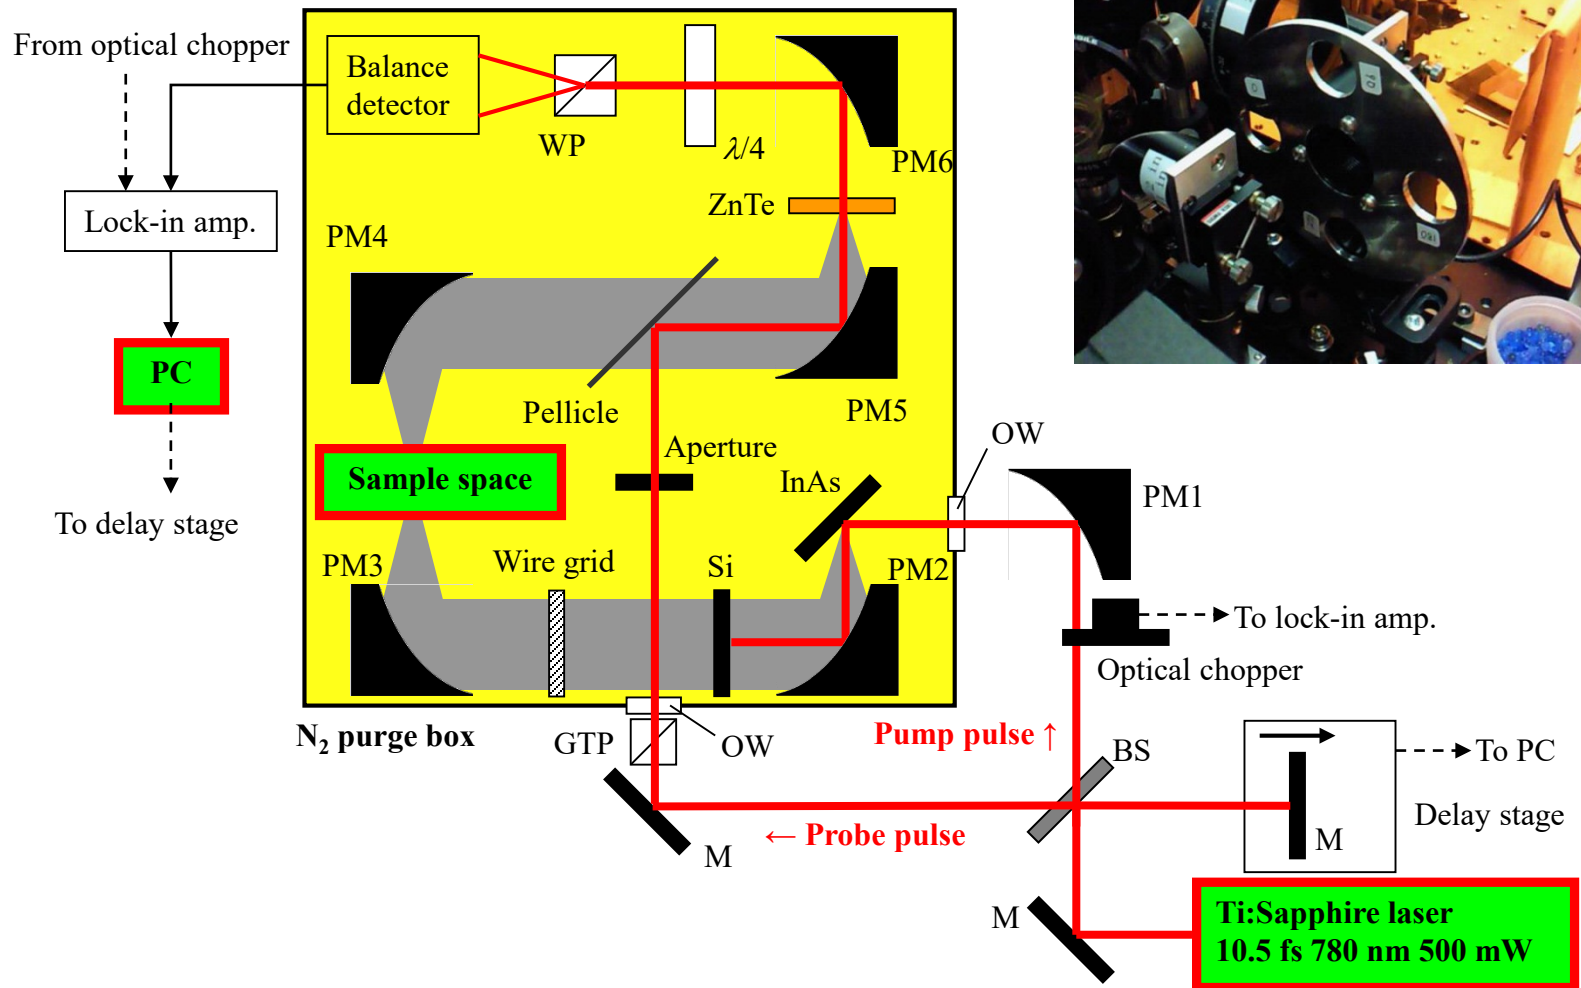 From optical chopper
Balance
detector
WP
λ/4
PM6
ZnTe
Lock-in amp.
PM4
PC
Pellicle
PM5
Aperture
OW
InAs
PM1
Sample space
To delay stage
PM3
Wire grid
Si
PM2
To lock-in amp.
Optical chopper
N2 purge box
GTP
OW
Pump pulse ↑
BS
To PC
← Probe pulse
Delay stage
M
M
M
Ti:Sapphire laser
10.5 fs 780 nm 500 mW
0
90
180